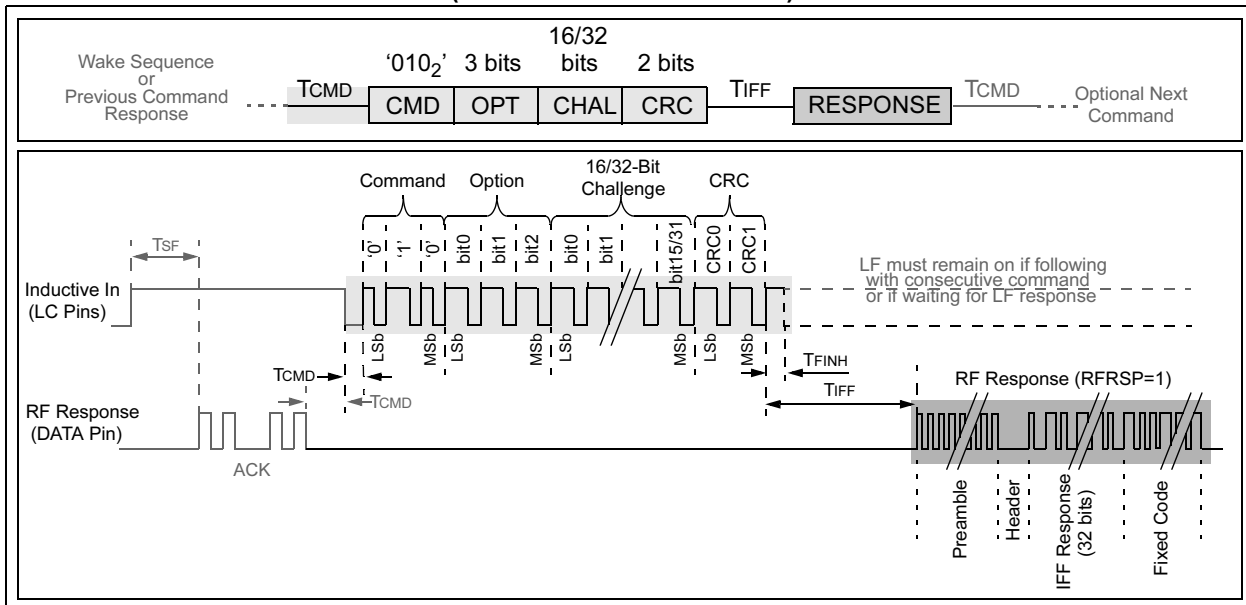 16/32
‘010₂’ 3 bits bits 2 bits
Wake Sequence
or
Previous Command
Response
TCMD
CMD OPT CHAL CRC
TIFF
RESPONSE
TCMD
Optional Next
Command
16/32-Bit
Command Option Challenge CRC
‘0’ ‘1’ ‘0’ bit0 bit1 bit2 bit0 bit1 bit15/31 CRC0 CRC1
TSF
Inductive In
(LC Pins)
LF must remain on if following
with consecutive command
or if waiting for LF response
LSb MSb LSb MSb LSb MSb LSb MSb
TCMD
TFINH
TCMD
TIFF
RF Response (RFRSP=1)
RF Response
(DATA Pin)
ACK
Preamble
Header
IFF Response
(32 bits)
Fixed Code